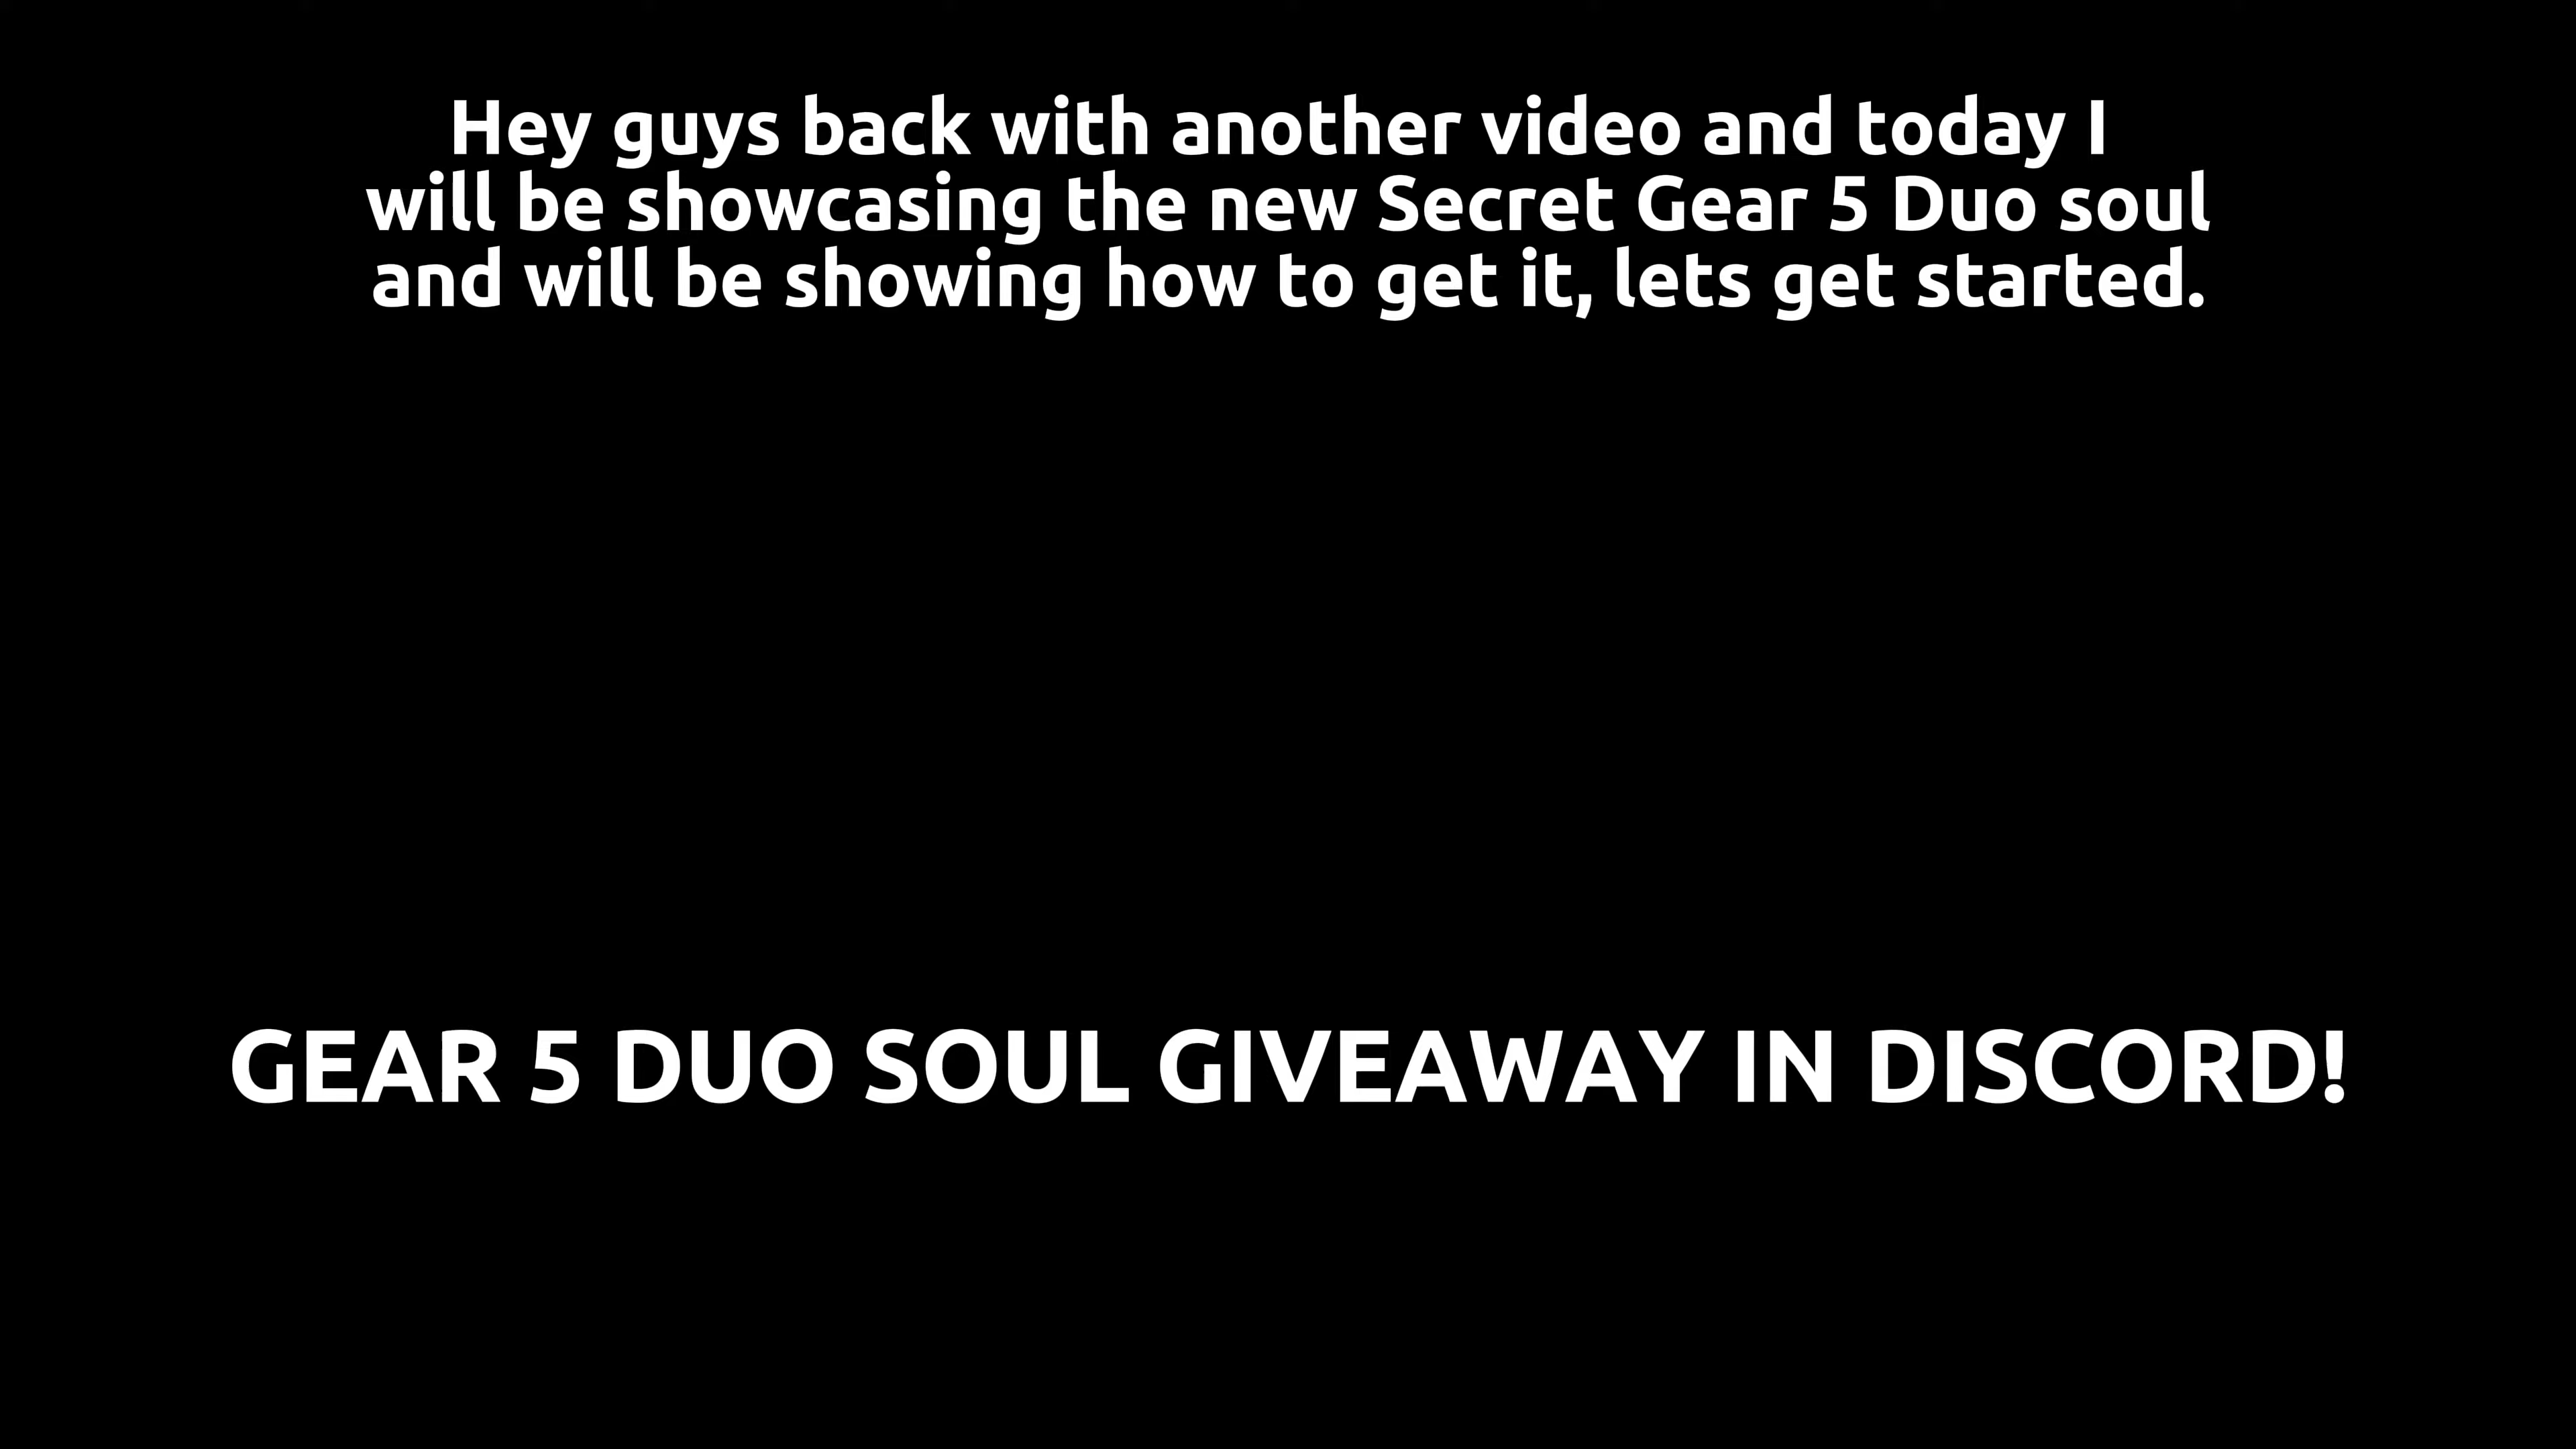 Hey guys back with another video and today I
will be showcasing the new Secret Gear 5 Duo soul
and will be showing how to get it, lets get started.
GEAR 5 DUO SOUL GIVEAWAY IN DISCORD!